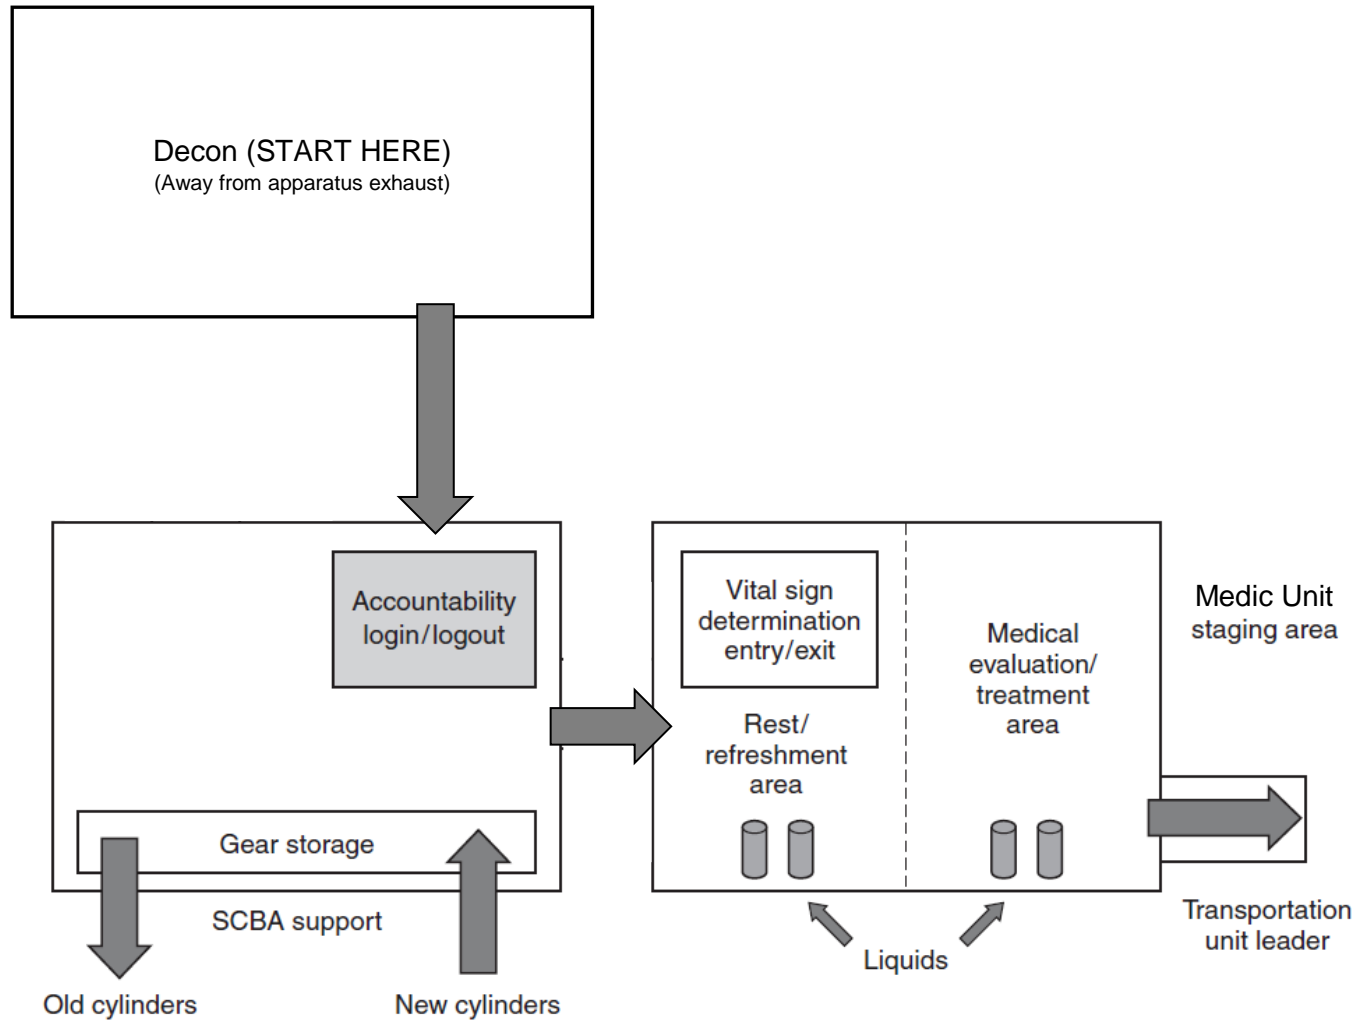 Decon (START HERE)
(Away from apparatus exhaust)
Accountability
login/logout
Gear storage
SCBA support
Old cylinders
New cylinders
Vital sign
determination
entry/exit
Rest/
refreshment
area
Medical
evaluation/
treatment
area
Liquids
Medic Unit
staging area
Transportation
unit leader